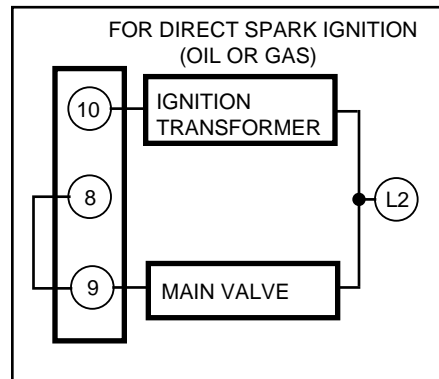 FOR DIRECT SPARK IGNITION
(OIL OR GAS)
10
IGNITION
TRANSFORMER
8
L2
9
MAIN VALVE